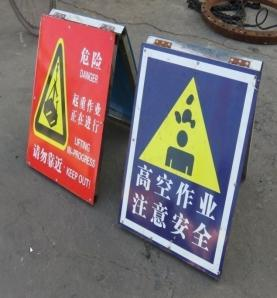 危险
DANGER
起重作业
正在进行
LIFTING
IN-PROGRESS
请勿靠近 KEEP OUT!
高空作业
注意安全